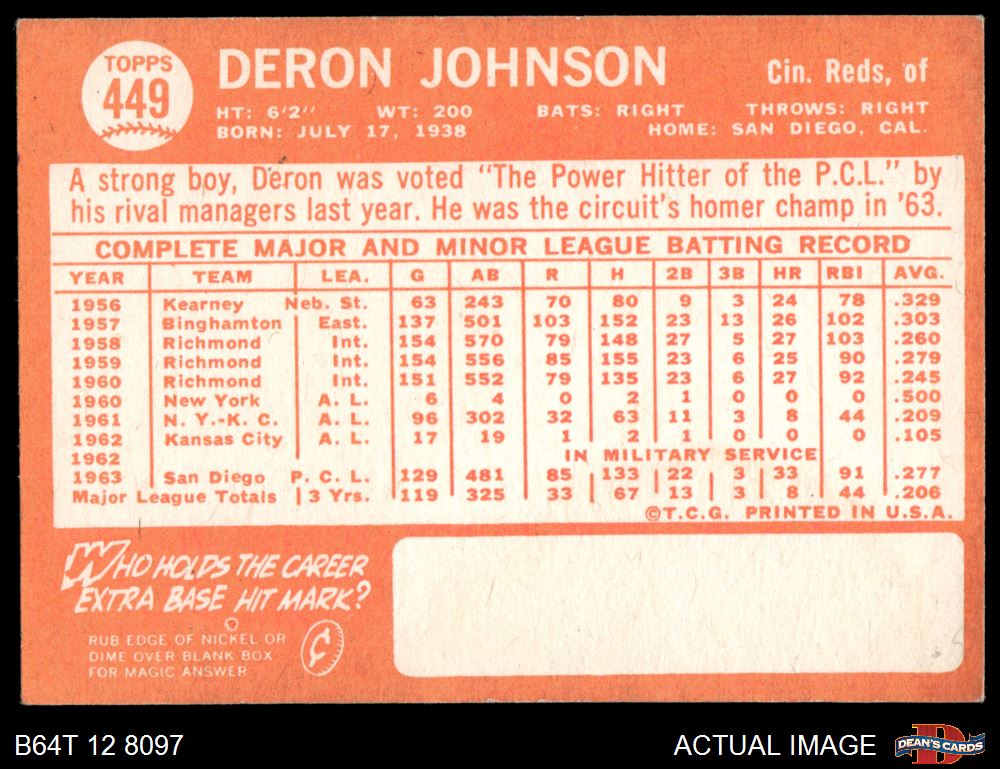 TOPPS
449
DERON JOHNSON
Cin. Reds, of
HT: 6'2" WT: 200 BATS: RIGHT THROWS: RIGHT
BORN: JULY 17, 1938 HOME: SAN DIEGO, CAL.
A strong boy, Deron was voted "The Power Hitter of the P.C.L." by
his rival managers last year. He was the circuit's homer champ in '63.
COMPLETE MAJOR AND MINOR LEAGUE BATTING RECORD
YEAR TEAM LEA. G AB R H 2B 3B HR RBI AVG.
1956 Kearney Neb. St. 63 243 70 80 9 3 24 78 .329
1957 Binghamton East. 137 501 103 152 23 13 26 102 .303
1958 Richmond Int. 154 570 79 148 27 5 27 103 .260
1959 Richmond Int. 154 556 85 155 23 6 25 90 .279
1960 Richmond Int. 151 552 79 135 23 6 27 92 .245
1960 New York A. L. 6 4 0 2 1 0 0 0 .500
1961 N. Y.-K. C. A. L. 96 302 32 63 11 3 8 44 .209
1962 Kansas City A. L. 17 19 1 2 1 0 0 0 .105
1962 IN MILITARY SERVICE
1963 San Diego P. C. L. 129 481 85 133 22 3 33 91 .277
Major League Totals 3 Yrs. 119 325 33 67 13 3 8 44 .206
©T.C.G. PRINTED IN U.S.A.
WHO HOLDS THE CAREER
EXTRA BASE HIT MARK?
RUB EDGE OF NICKEL OR
DIME OVER BLANK BOX
FOR MAGIC ANSWER
¢
B64T 12 8097
ACTUAL IMAGE
D
DEAN'S CARDS